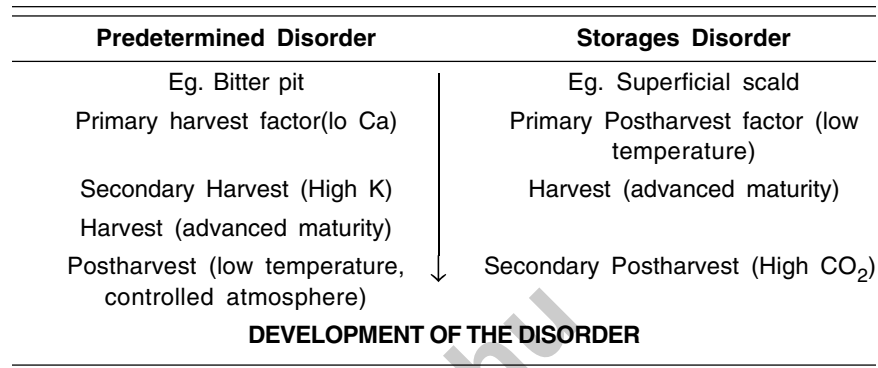 Predetermined Disorder Storages Disorder
Eg. Bitter pit Eg. Superficial scald
Primary harvest factor(lo Ca) Primary Postharvest factor (low
temperature)
Secondary Harvest (High K) Harvest (advanced maturity)
Harvest (advanced maturity)
Postharvest (low temperature, Secondary Postharvest (High CO2)
controlled atmosphere)
DEVELOPMENT OF THE DISORDER
hu